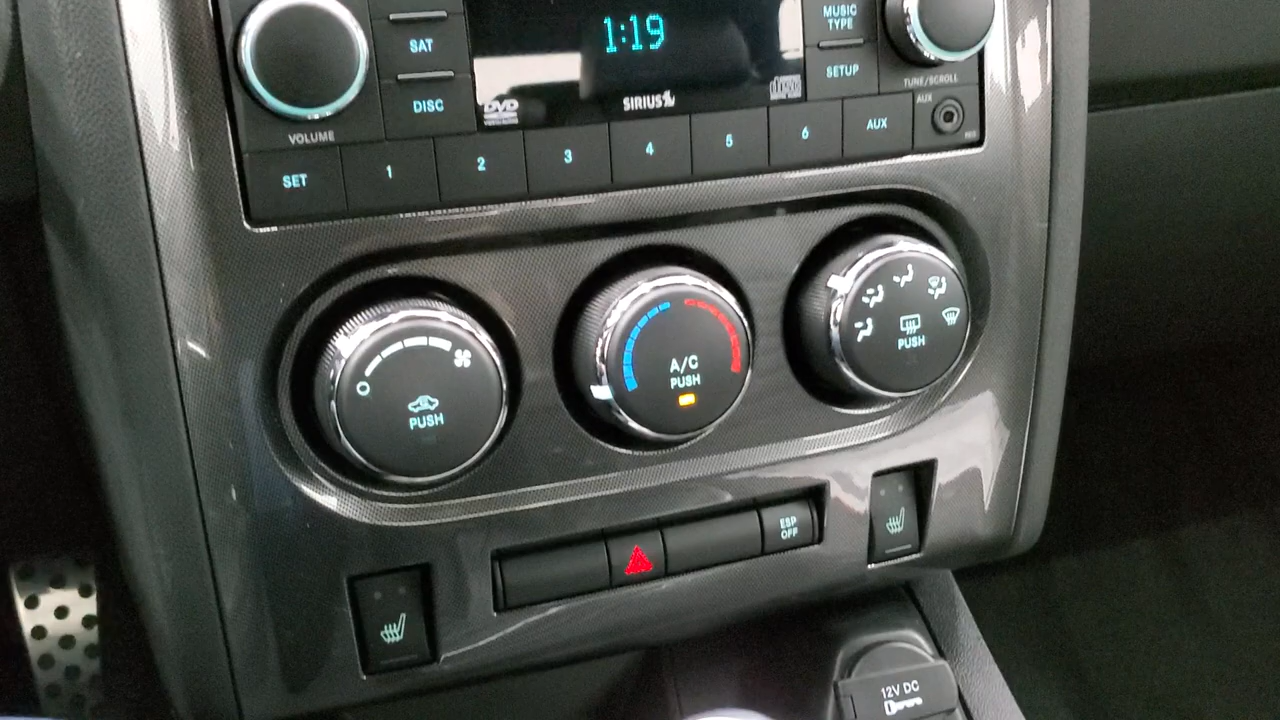 1:19
MUSIC
TYPE
SAT
SETUP
TUNE/SCROLL
DISC
DVD
SIRIUS
AUX
VOLUME
SET
1
2
3
4
5
6
AUX
PUSH
A/C
PUSH
PUSH
ESP
OFF
12V DC